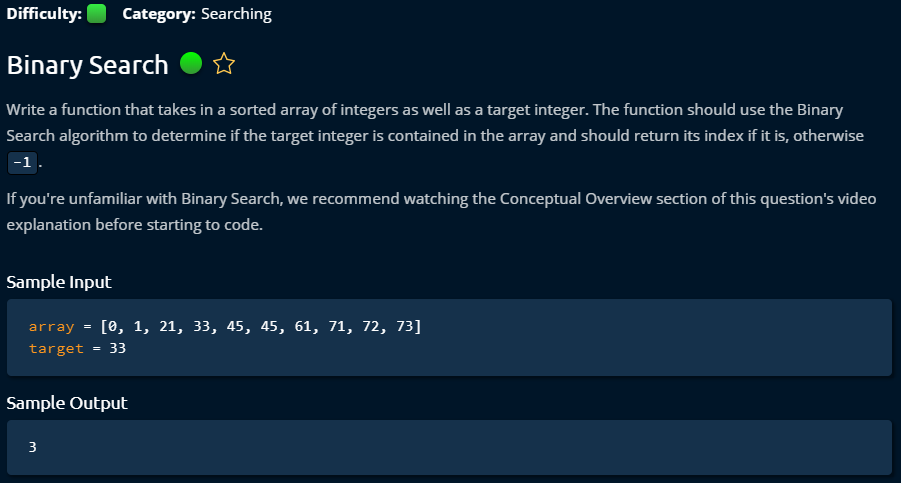 Difficulty: Category: Searching
Binary Search
Write a function that takes in a sorted array of integers as well as a target integer. The function should use the Binary
Search algorithm to determine if the target integer is contained in the array and should return its index if it is, otherwise
-1 .
If you're unfamiliar with Binary Search, we recommend watching the Conceptual Overview section of this question's video
explanation before starting to code.
Sample Input
array = [0, 1, 21, 33, 45, 45, 61, 71, 72, 73]
target = 33
Sample Output
3